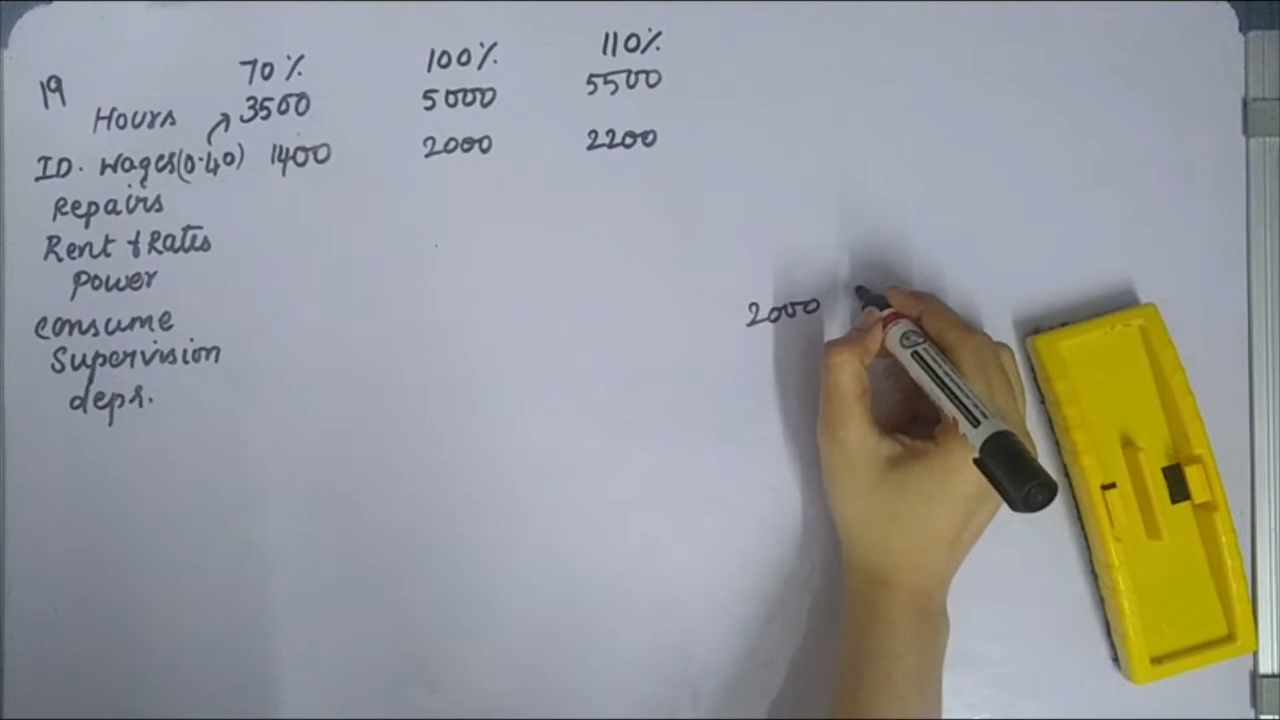 19 70% 100% 110%
Hours 3500 5000 5500
ID. Wages(0.40) 1400 2000 2200
Repairs
Rent & Rates
Power
Consume 2000
Supervision
depr.